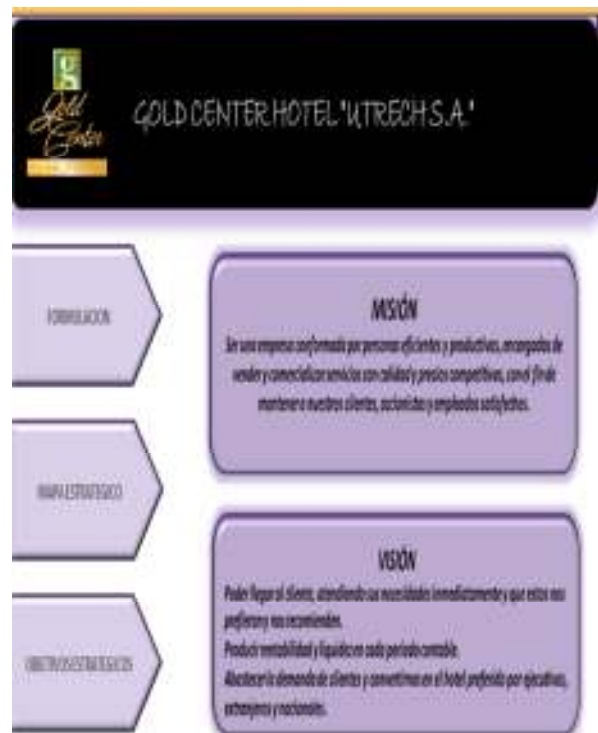 g
Gold
Center
GOLD CENTER HOTEL "UTRECH S.A."
FORMULACION
MAPA ESTRATEGICO
OBJETIVOS ESTRATEGICOS
MISIÓN
Ser una empresa conformada por personas eficientes y productivas, encargadas de
vender y comercializar servicios con calidad y precios competitivos, con el fin de
mantener a nuestros clientes, accionistas y empleados satisfechos.
VISIÓN
Poder llegar al cliente, atendiendo sus necesidades inmediatamente y que estos nos
prefieran y nos recomienden.
Producir rentabilidad y liquidez en cada periodo contable.
Abastecer la demanda de clientes y convertirnos en el hotel preferido por ejecutivos,
extranjeros y nacionales.